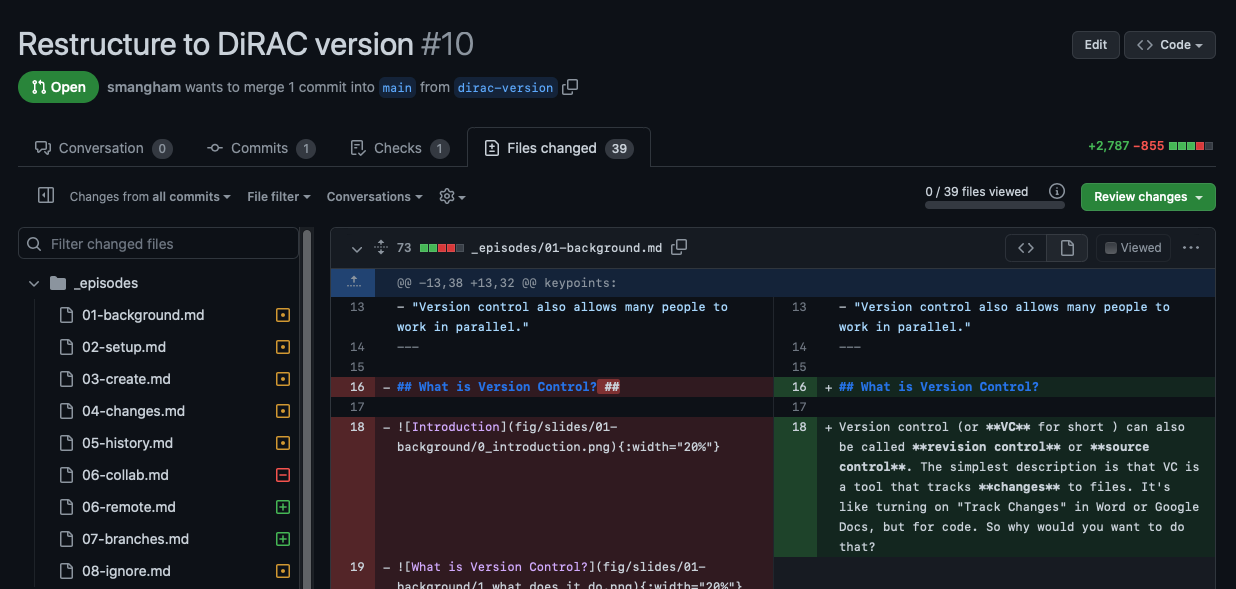 Restructure to DiRAC version #10
Edit
<> Code
Open
smangham wants to merge 1 commit into main from dirac-version
Conversation 0
Commits 1
Checks 1
Files changed 39
+2,787 −855
Changes from all commits
File filter
Conversations
0 / 39 files viewed
Review changes
Filter changed files
_episodes
01-background.md
02-setup.md
03-create.md
04-changes.md
05-history.md
06-collab.md
06-remote.md
07-branches.md
08-ignore.md
73 _episodes/01-background.md
Viewed
@@ -13,38 +13,32 @@ keypoints:
13 - "Version control also allows many people to
work in parallel."
14 ---
15
16 - ## What is Version Control? ##
17
18 - ![Introduction](fig/slides/01-
background/0_introduction.png){:width="20%"}
19 - ![What is Version Control?](fig/slides/01-
background/1_what_does_it_do.png){:width="20%"}
13 - "Version control also allows many people to
work in parallel."
14 ---
15
16 + ## What is Version Control?
17
18 + Version control (or **VC** for short ) can also
be called **revision control** or **source
control**. The simplest description is that VC is
a tool that tracks **changes** to files. It's
like turning on "Track Changes" in Word or Google
Docs, but for code. So why would you want to do
that?